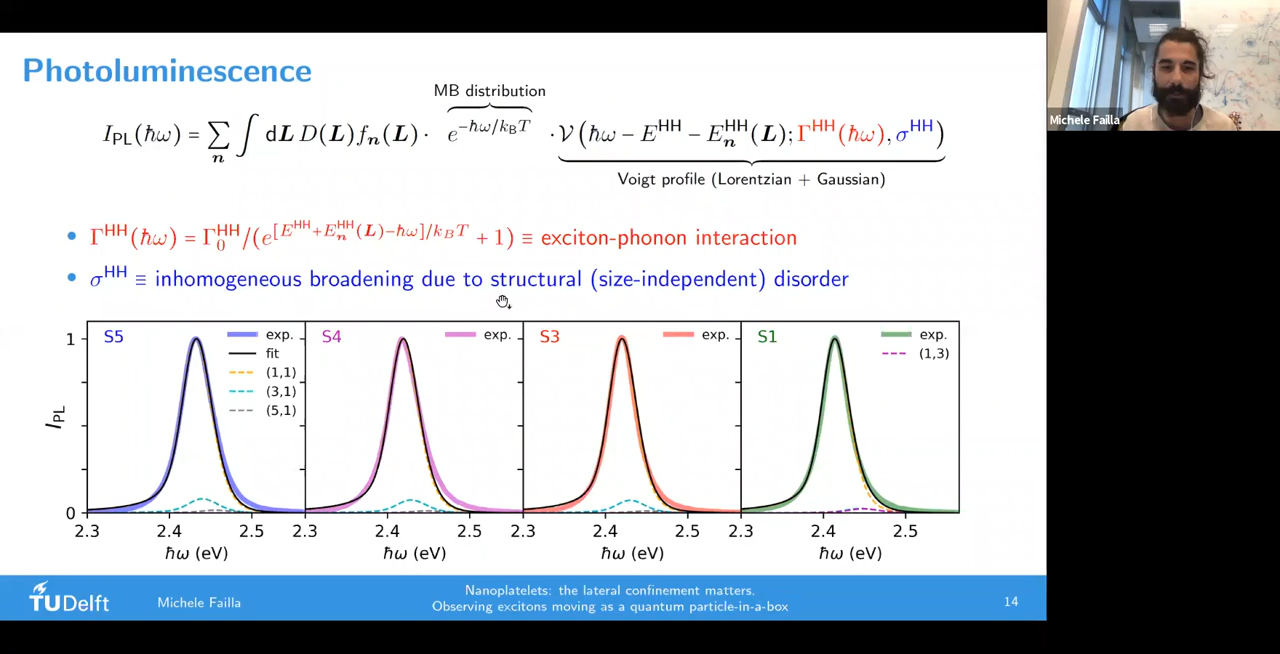 Photoluminescence
MB distribution
I_PL(ħω) = ∑_n ∫ dL D(L) f_n(L) · e^{−ħω/k_B T} · 𝒱(ħω − E^HH − E_n^HH(L); Γ^HH(ħω), σ^HH)
Voigt profile (Lorentzian + Gaussian)
• Γ^HH(ħω) = Γ_0^HH/(e^{[E^HH+E_n^HH(L)−ħω]/k_B T} + 1) ≡ exciton-phonon interaction
• σ^HH ≡ inhomogeneous broadening due to structural (size-independent) disorder
I_PL
1
0
S5
exp.
fit
(1,1)
(3,1)
(5,1)
S4
exp.
S3
exp.
S1
exp.
(1,3)
2.3 2.4 2.5 2.3 2.4 2.5 2.3 2.4 2.5 2.3 2.4 2.5
ħω (eV) ħω (eV) ħω (eV) ħω (eV)
TUDelft
Michele Failla
Nanoplatelets: the lateral confinement matters.
Observing excitons moving as a quantum particle-in-a-box
14
Michele Failla